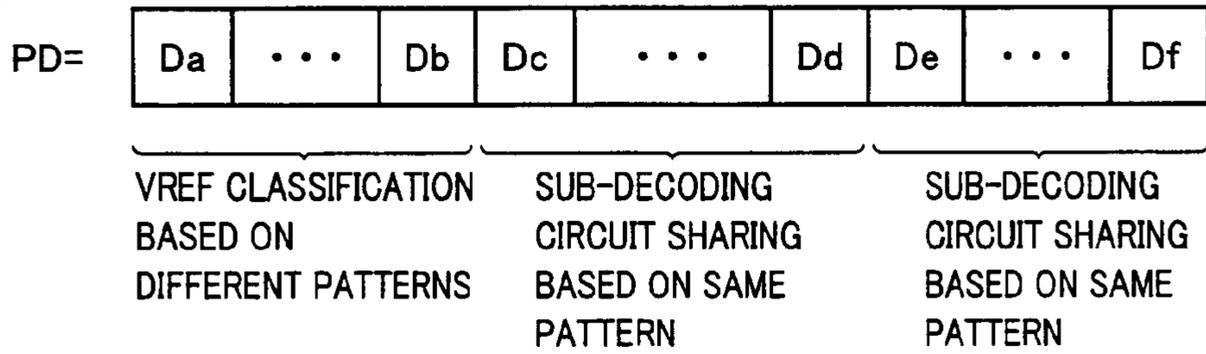 PD= Da ··· Db Dc ··· Dd De ··· Df
VREF CLASSIFICATION
BASED ON
DIFFERENT PATTERNS
SUB-DECODING
CIRCUIT SHARING
BASED ON SAME
PATTERN
SUB-DECODING
CIRCUIT SHARING
BASED ON SAME
PATTERN